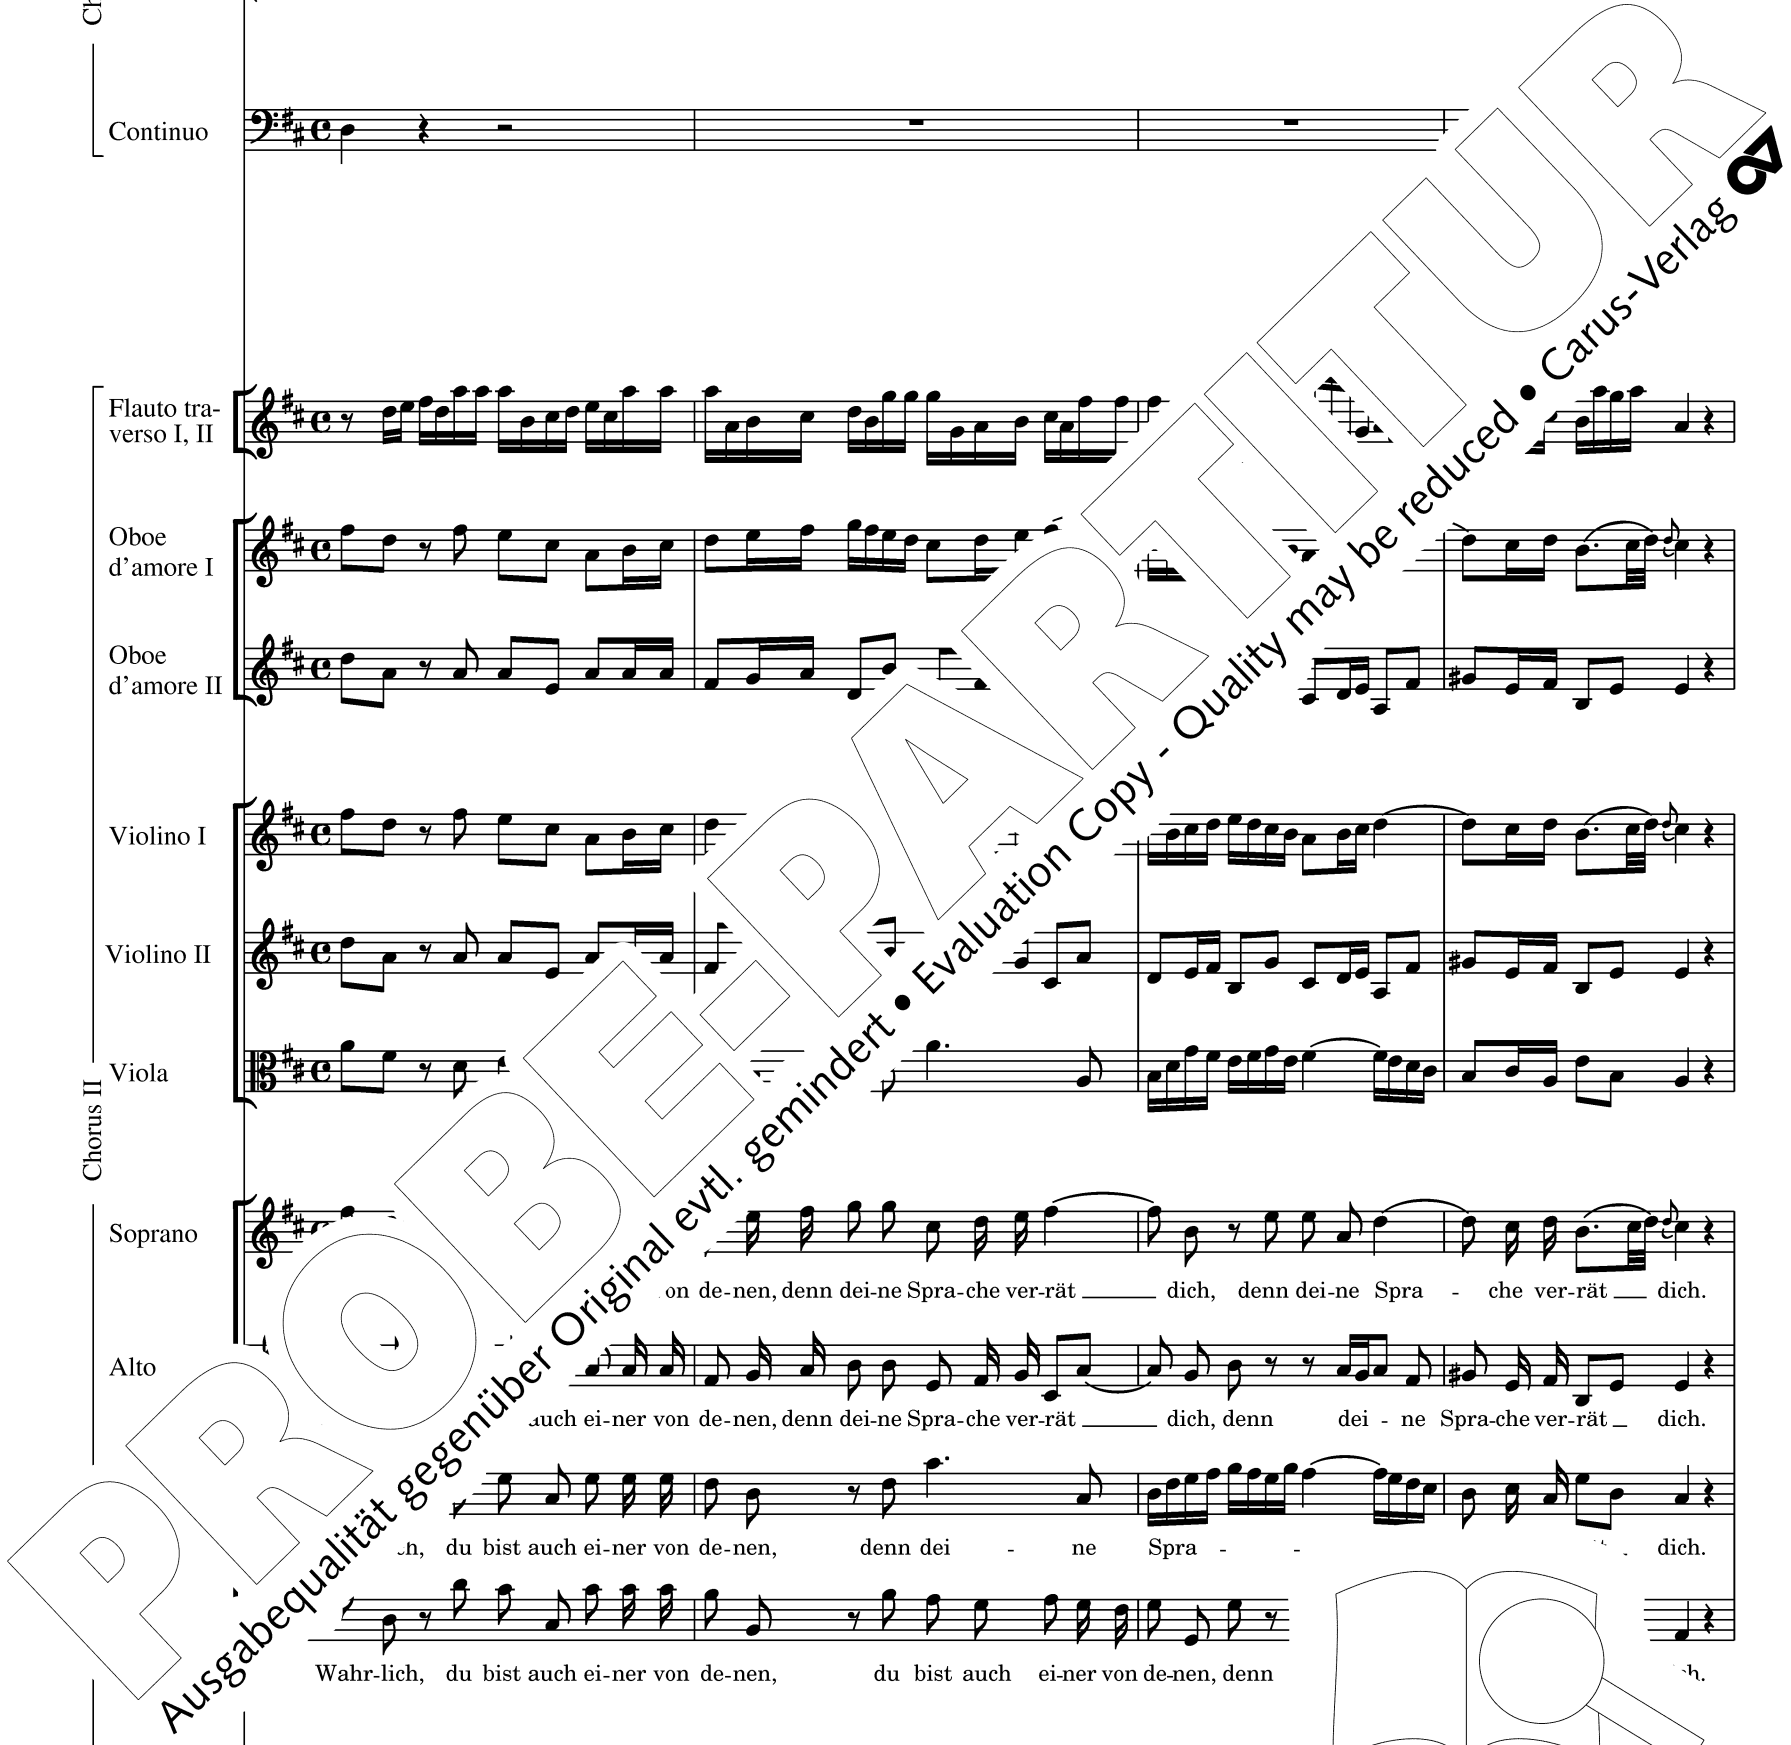 Continuo
Flauto tra-
verso I, II
Oboe
d'amore I
Oboe
d'amore II
Violino I
Violino II
Viola
Chorus II
Soprano
de-nen, denn dei-ne Spra-che ver-rät dich, denn dei-ne Spra - che ver-rät dich.
Alto
ei-ner von de-nen, denn dei-ne Spra-che ver-rät dich, denn dei - ne Spra-che ver-rät dich.
du bist auch ei-ner von de-nen, denn dei - ne Spra - - dich.
Wahr-lich, du bist auch ei-ner von de-nen, du bist auch ei-ner von de-nen, denn
PROBEPARTITUR
Ausgabequalität gegenüber Original evtl. gemindert • Evaluation Copy - Quality may be reduced • Carus-Verlag